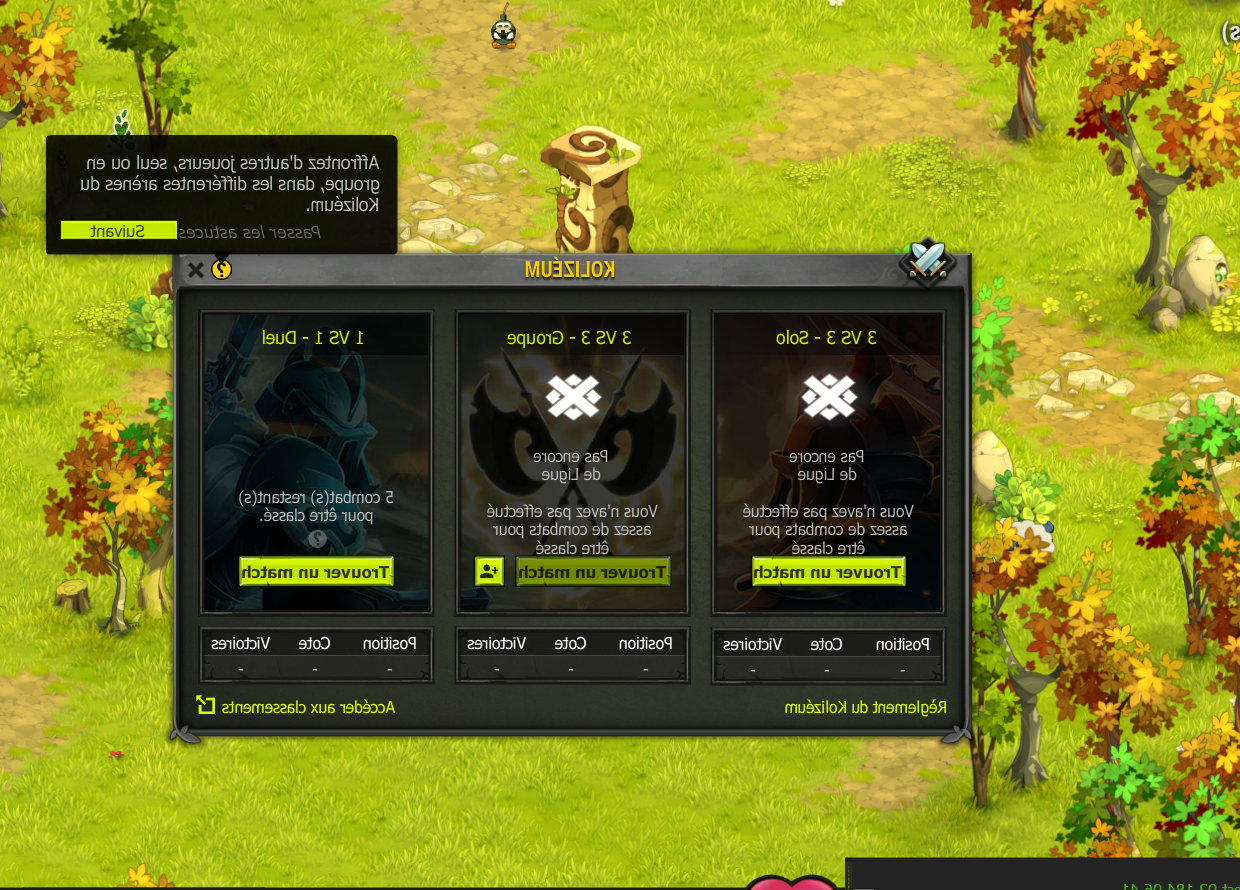 s)
Affrontez d'autres joueurs, seul ou en
groupe, dans les différentes arènes du
Kolizéum.
Passer les astuces
Suivant
KOLIZÉUM
3 VS 3 - Solo
Pas encore
de Ligue
Vous n'avez pas effectué
assez de combats pour
être classé
Trouver un match
Position Cote Victoires
- - -
3 VS 3 - Groupe
Pas encore
de Ligue
Vous n'avez pas effectué
assez de combats pour
être classé
Trouver un match
Position Cote Victoires
- - -
1 VS 1 - Duel
5 combat(s) restant(s)
pour être classé.
Trouver un match
Position Cote Victoires
- - -
Règlement du Kolizéum
Accéder aux classements